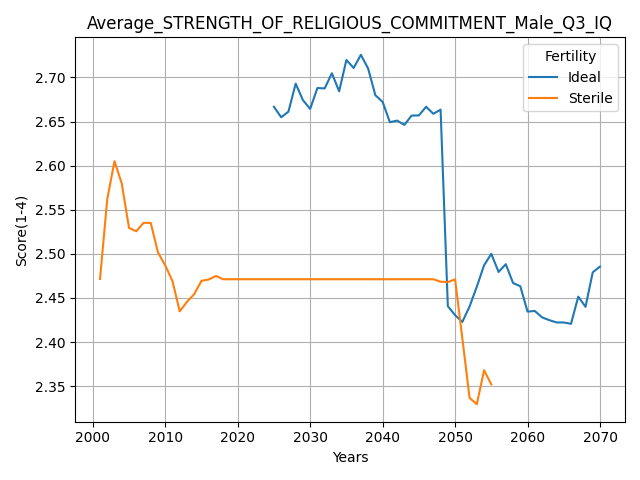 Average_STRENGTH_OF_RELIGIOUS_COMMITMENT_Male_Q3_IQ
Fertility
Ideal
Sterile
Score(1-4)
2.70
2.65
2.60
2.55
2.50
2.45
2.40
2.35
2000 2010 2020 2030 2040 2050 2060 2070
Years